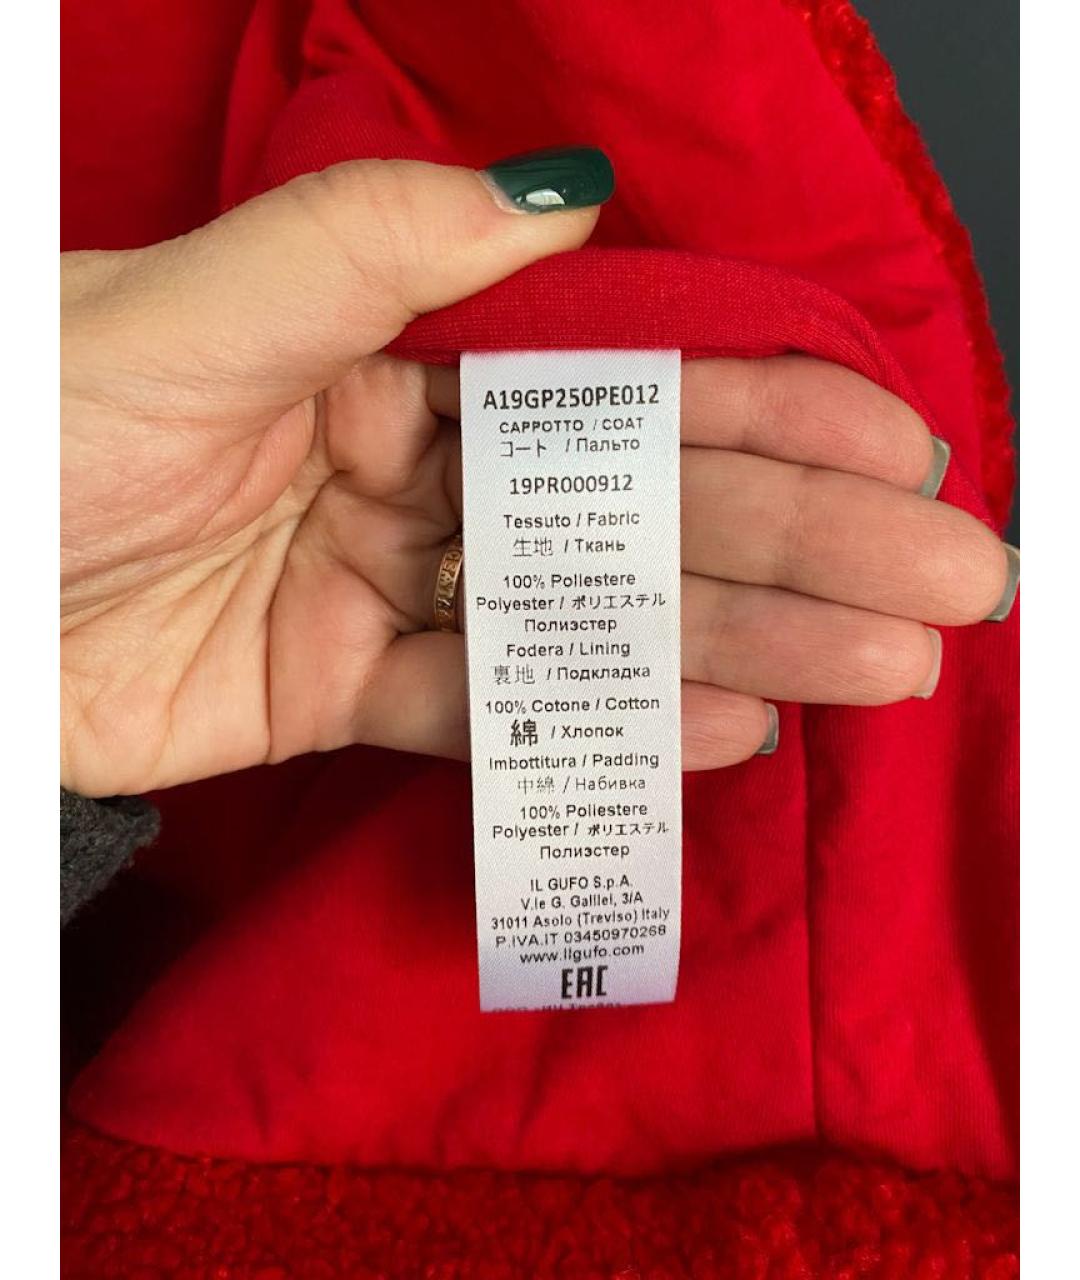 A19GP250PE012
CAPPOTTO / COAT
コート / Пальто
19PR000912
Tessuto / Fabric
生地 / Ткань
100% Poliestere
Polyester / ポリエステル
Полиэстер
Fodera / Lining
裏地 / Подкладка
100% Cotone / Cotton
綿 / Хлопок
Imbottitura / Padding
中綿 / Набивка
100% Poliestere
Polyester / ポリエステル
Полиэстер
IL GUFO S.p.A.
V.le G. Galilei, 3/A
31011 Asolo (Treviso) Italy
P.IVA.IT 03450970268
www.ilgufo.com
EAC